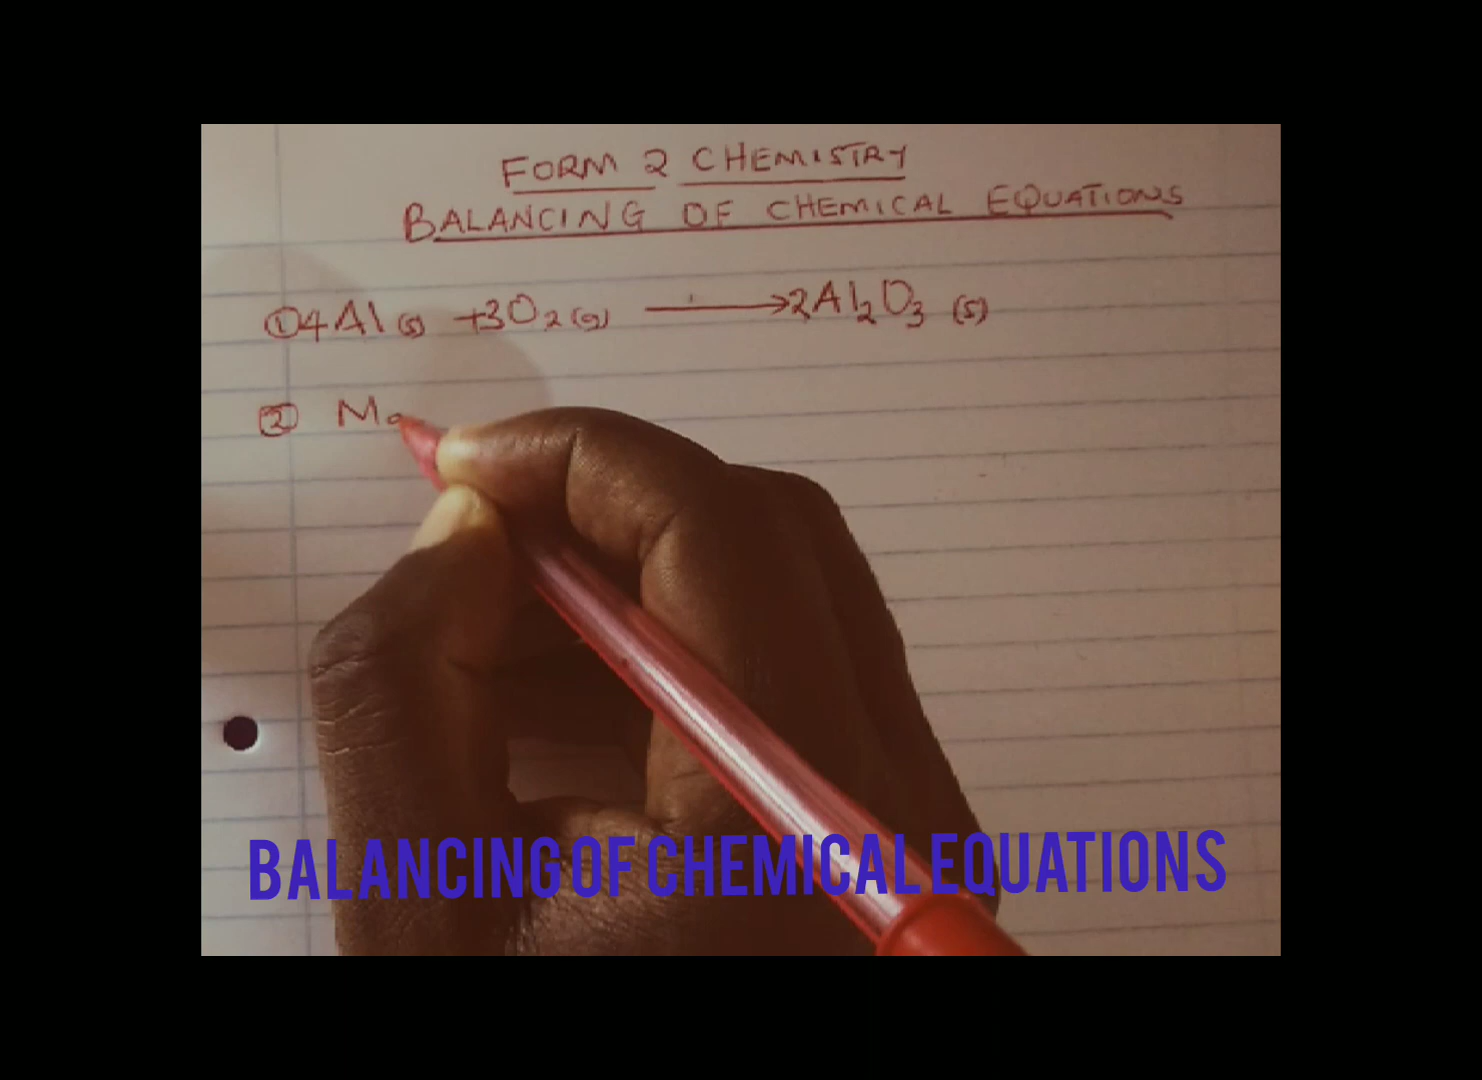 FORM 2 CHEMISTRY
BALANCING OF CHEMICAL EQUATIONS
① 4Al(s) + 3O₂(g) ⟶ 2Al₂O₃ (s)
② M
BALANCING OF CHEMICAL EQUATIONS